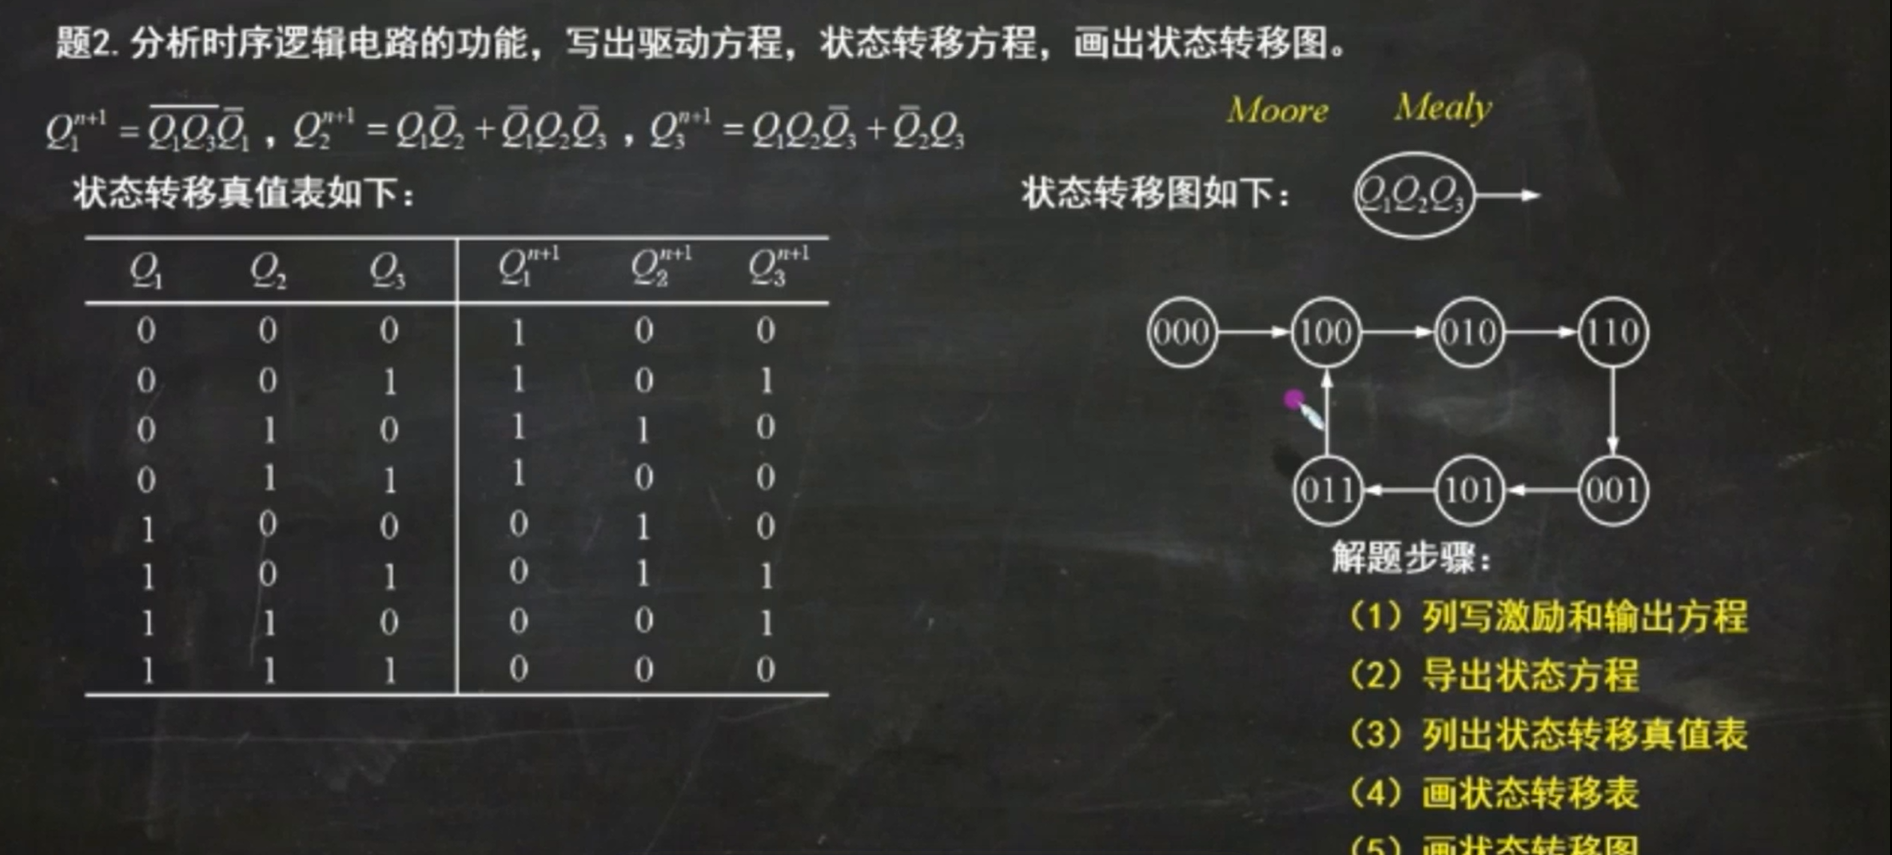 题2. 分析时序逻辑电路的功能，写出驱动方程，状态转移方程，画出状态转移图。
$Q_1^{n+1} = \overline{Q_1Q_3}\overline{Q}_1$ ，$Q_2^{n+1} = Q_1\overline{Q}_2 + \overline{Q}_1Q_2\overline{Q}_3$ ，$Q_3^{n+1} = Q_1Q_2\overline{Q}_3 + \overline{Q}_2Q_3$
状态转移真值表如下：
$Q_1$ $Q_2$ $Q_3$ $Q_1^{n+1}$ $Q_2^{n+1}$ $Q_3^{n+1}$
0 0 0 1 0 0
0 0 1 1 0 1
0 1 0 1 1 0
0 1 1 1 0 0
1 0 0 0 1 0
1 0 1 0 1 1
1 1 0 0 0 1
1 1 1 0 0 0
Moore Mealy
状态转移图如下： $Q_1Q_2Q_3$
000 100 010 110
011 101 001
解题步骤：
（1）列写激励和输出方程
（2）导出状态方程
（3）列出状态转移真值表
（4）画状态转移表
（5）画状态转移图